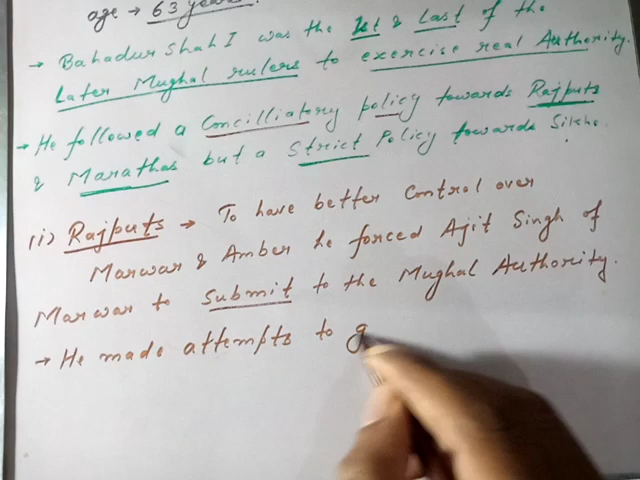 age → 63 years.
→ Bahadur Shah I was the 1st & Last of the
Later Mughal rulers to exercise real Authority.
→ He followed a Concilliatory policy towards Rajputs
& Marathas but a Strict Policy towards Sikhs.
(i) Rajputs → To have better Control over
Marwar & Amber he forced Ajit Singh of
Marwar to Submit to the Mughal Authority.
→ He made attempts to g